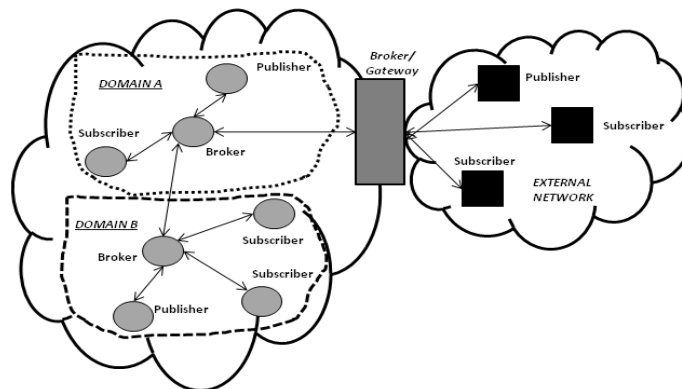 DOMAIN A
Publisher
Subscriber
Broker
Broker/
Gateway
Publisher
Subscriber
Subscriber
EXTERNAL
NETWORK
DOMAIN B
Subscriber
Broker
Subscriber
Publisher